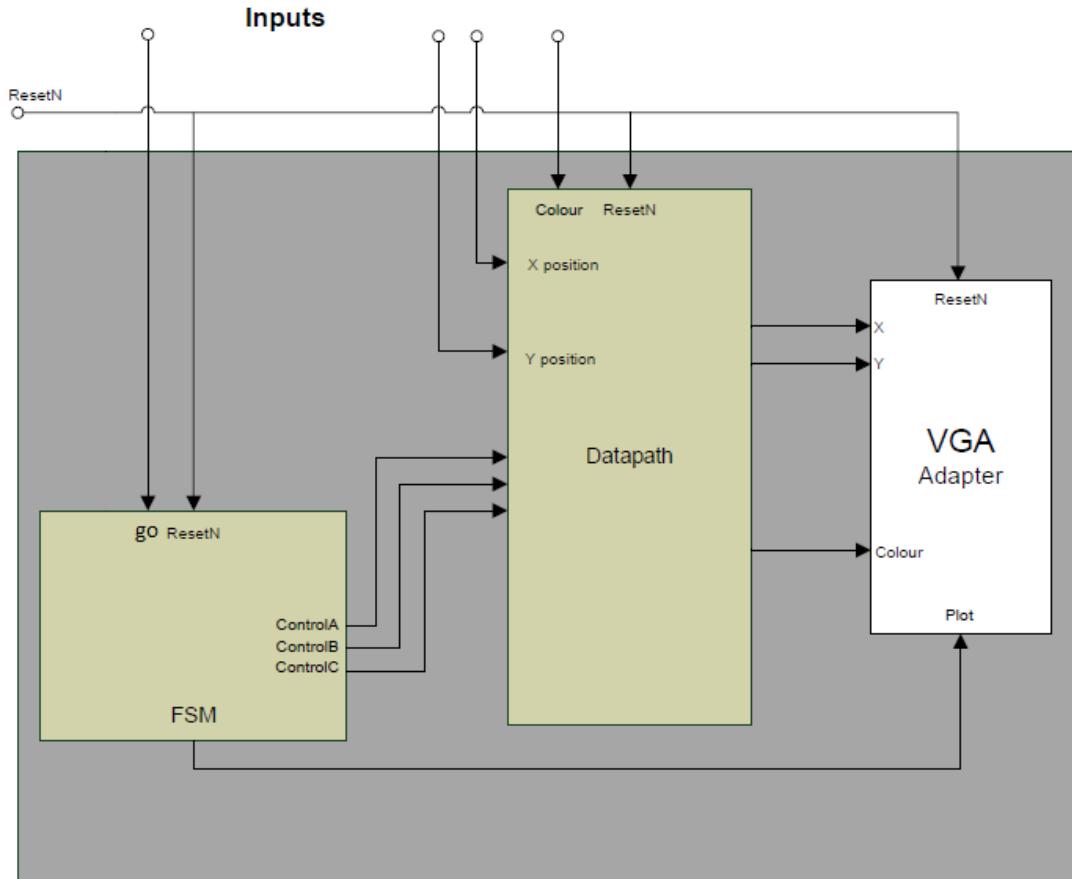 Inputs
ResetN
Colour ResetN
X position
ResetN
X
Y position
Y
Datapath
VGA
Adapter
go ResetN
Colour
ControlA
ControlB
ControlC
Plot
FSM